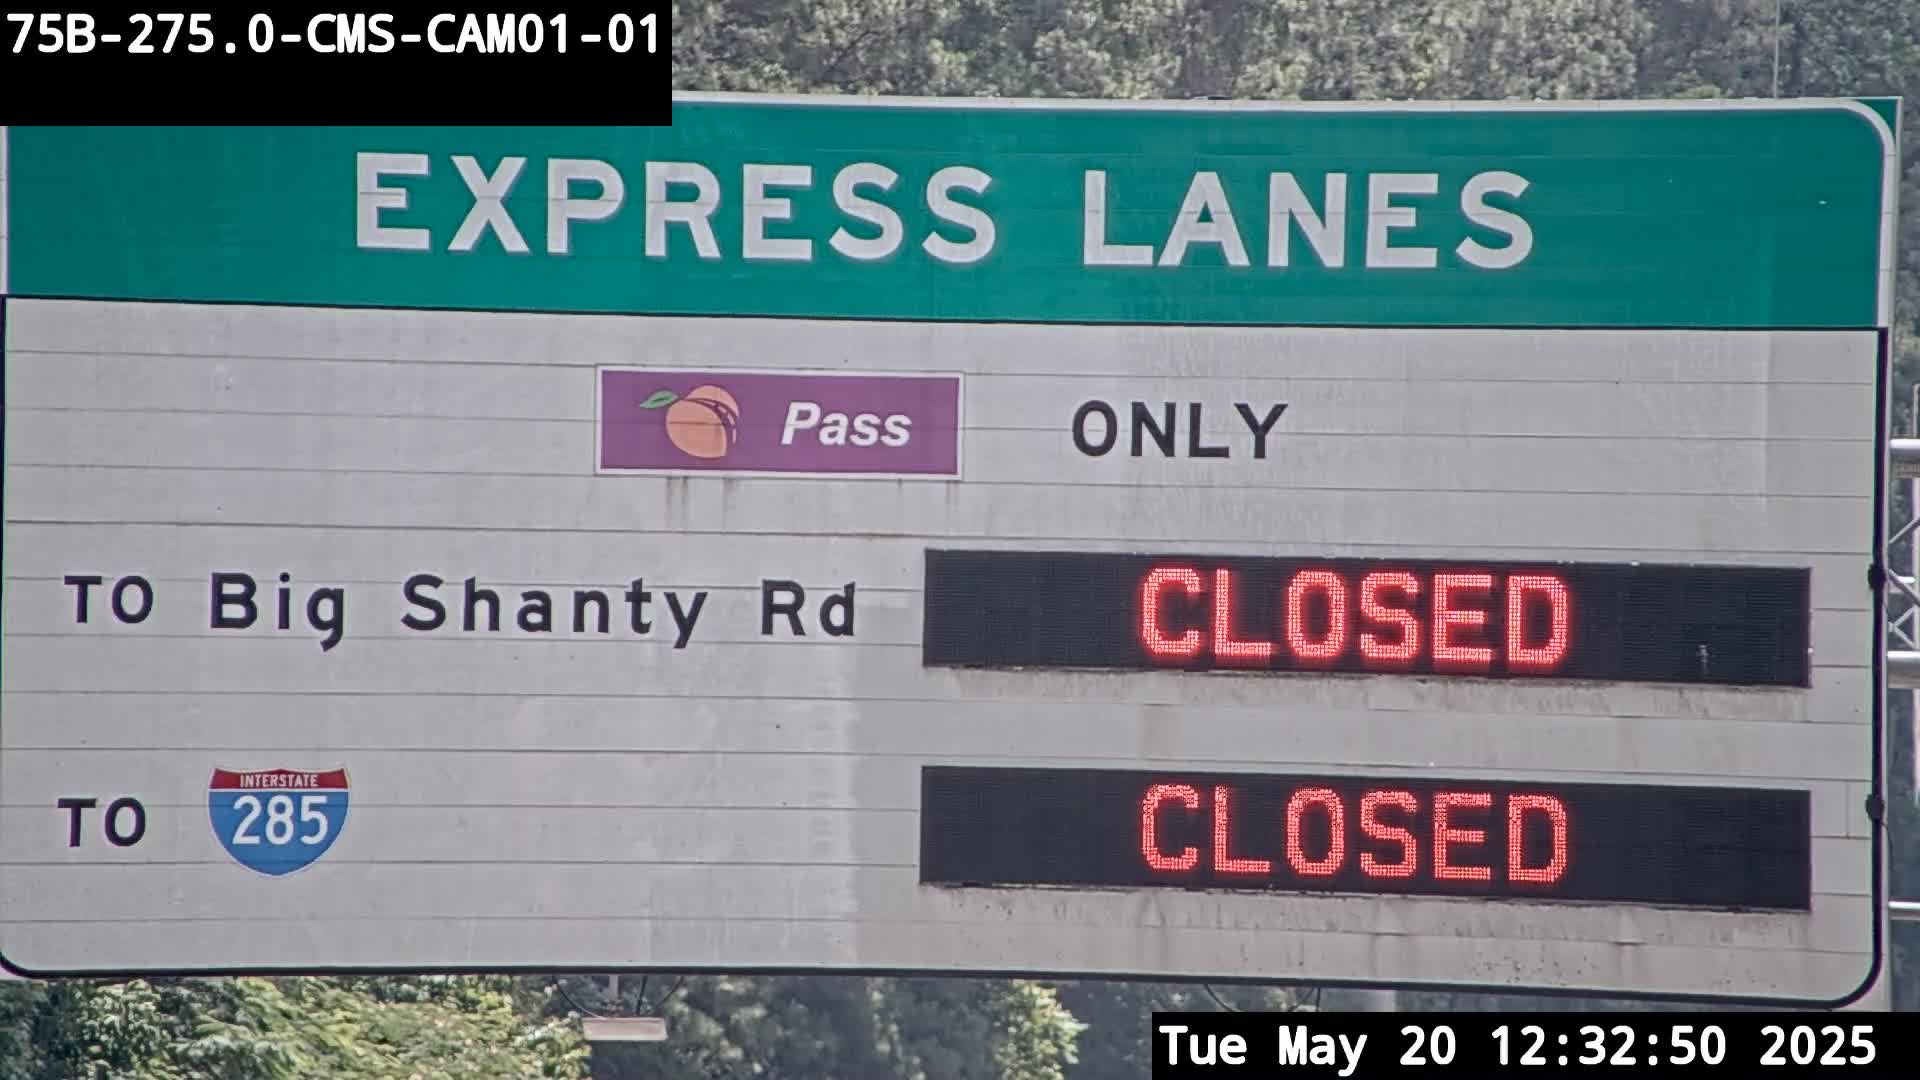 75B-275.0-CMS-CAM01-01
EXPRESS LANES
Pass ONLY
TO Big Shanty Rd CLOSED
TO INTERSTATE 285 CLOSED
Tue May 20 12:32:50 2025